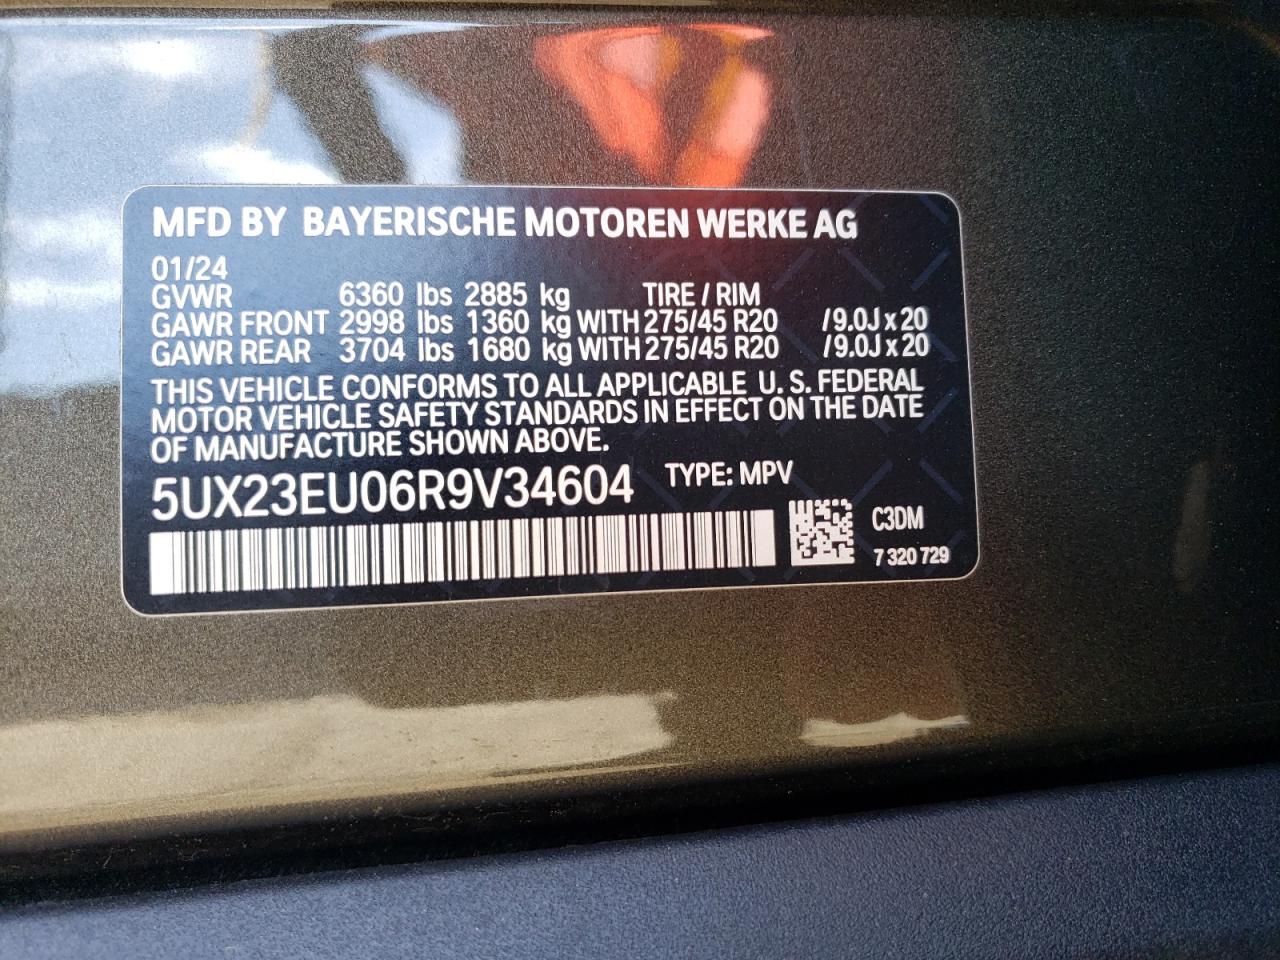 MFD BY BAYERISCHE MOTOREN WERKE AG
01/24
GVWR 6360 lbs 2885 kg TIRE / RIM
GAWR FRONT 2998 lbs 1360 kg WITH 275/45 R20 /9.0J x 20
GAWR REAR 3704 lbs 1680 kg WITH 275/45 R20 /9.0J x 20
THIS VEHICLE CONFORMS TO ALL APPLICABLE U. S. FEDERAL
MOTOR VEHICLE SAFETY STANDARDS IN EFFECT ON THE DATE
OF MANUFACTURE SHOWN ABOVE.
5UX23EU06R9V34604 TYPE: MPV
C3DM
7 320 729